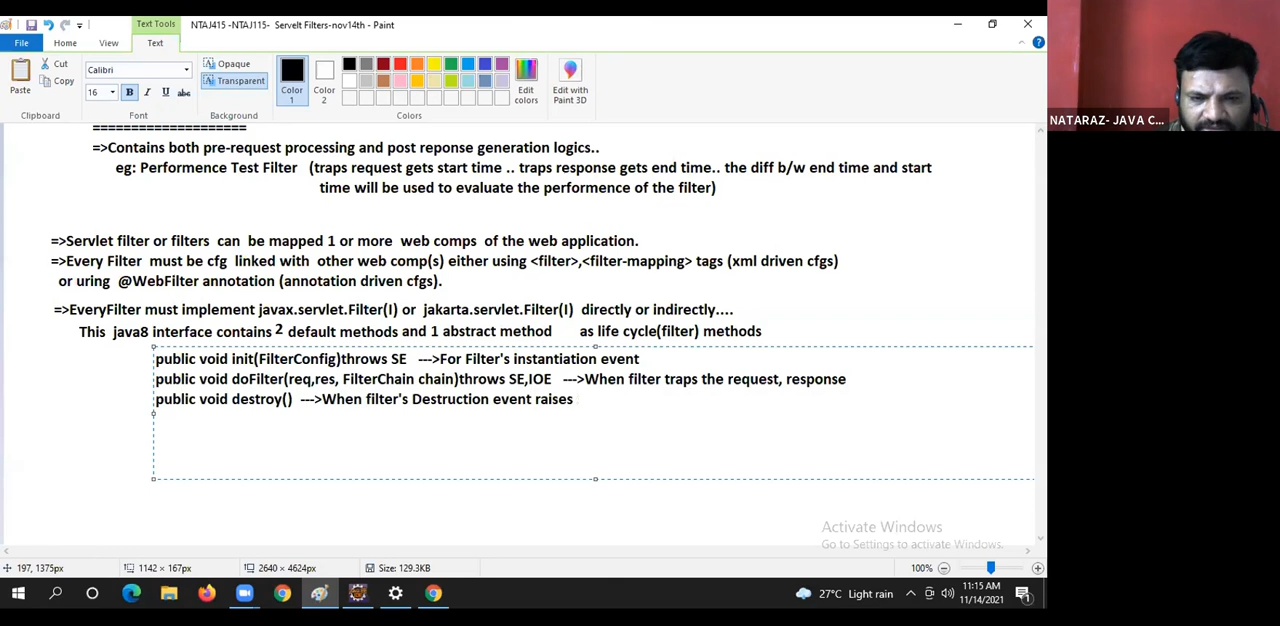 Text Tools
NTAJ415 -NTAJ115- Servelt Filters-nov14th - Paint
File
Home
View
Text
Paste
Cut
Copy
Clipboard
Calibri
16
B
I
U
abc
Font
Opaque
Transparent
Background
Color 1
Color 2
Edit colors
Edit with Paint 3D
Colors
NATARAZ- JAVA C...
====================
=>Contains both pre-request processing and post reponse generation logics..
eg: Performence Test Filter (traps request gets start time .. traps response gets end time.. the diff b/w end time and start
time will be used to evaluate the performence of the filter)
=>Servlet filter or filters can be mapped 1 or more web comps of the web application.
=>Every Filter must be cfg linked with other web comp(s) either using <filter>,<filter-mapping> tags (xml driven cfgs)
or uring @WebFilter annotation (annotation driven cfgs).
=>EveryFilter must implement javax.servlet.Filter(I) or jakarta.servlet.Filter(I) directly or indirectly....
This java8 interface contains 2 default methods and 1 abstract method as life cycle(filter) methods
public void init(FilterConfig)throws SE --->For Filter's instantiation event
public void doFilter(req,res, FilterChain chain)throws SE,IOE --->When filter traps the request, response
public void destroy() --->When filter's Destruction event raises
Activate Windows
Go to Settings to activate Windows.
197, 1375px
1142 × 167px
2640 × 4624px
Size: 129.3KB
100%
27°C Light rain
11:15 AM
11/14/2021
1